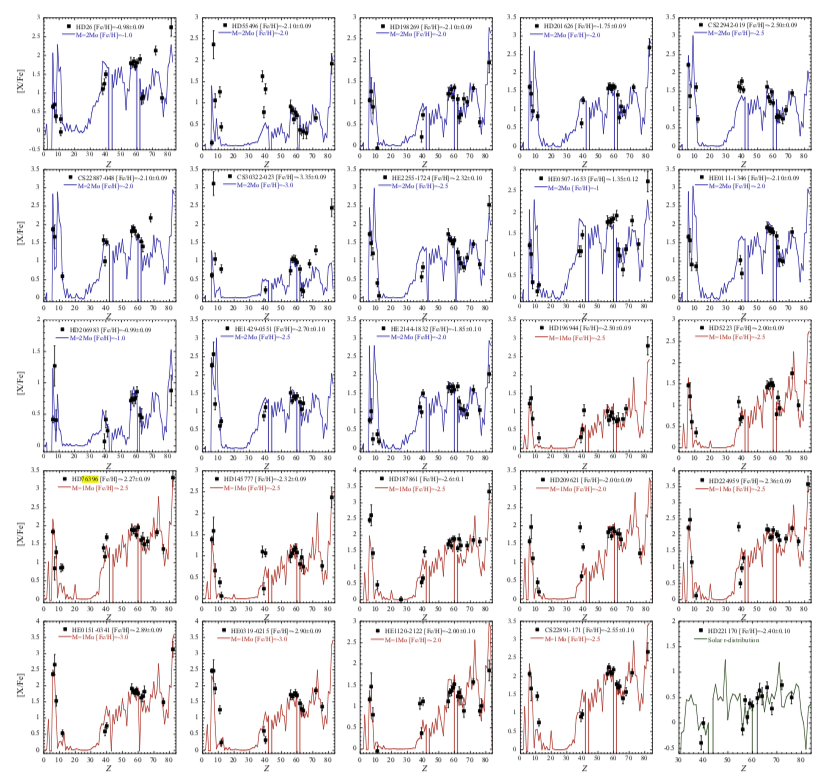 HD26 [Fe/H]=-0.98±0.09
M=2Mo [Fe/H]=-1.0
HD55496 [Fe/H]=-2.10±0.09
M=2Mo [Fe/H]=-2.0
HD198269 [Fe/H]=-2.10±0.09
M=2Mo [Fe/H]=-2.0
HD201626 [Fe/H]=-1.75±0.09
M=2Mo [Fe/H]=-2.0
CS22942-019 [Fe/H]=-2.50±0.09
M=2Mo [Fe/H]=-2.5
[X/Fe]
Z
CS22887-048 [Fe/H]=-2.10±0.09
M=2Mo [Fe/H]=-2.0
CS30322-023 [Fe/H]=-3.35±0.09
M=2Mo [Fe/H]=-3.0
HE2255-1724 [Fe/H]=-2.32±0.10
M=2Mo [Fe/H]=-2.5
HE0507-1653 [Fe/H]=-1.35±0.12
M=2Mo [Fe/H]=-1
HE0111-1346 [Fe/H]=-2.10±0.09
M=2Mo [Fe/H]=-2.0
[X/Fe]
Z
HD206983 [Fe/H]=-0.99±0.09
M=2Mo [Fe/H]=-1.0
HE1429-0551 [Fe/H]=-2.70±0.10
M=2Mo [Fe/H]=-2.5
HE2144-1832 [Fe/H]=-1.85±0.10
M=2Mo [Fe/H]=-2.0
HD196944 [Fe/H]=-2.50±0.09
M=1Mo [Fe/H]=-2.5
HD5223 [Fe/H]=-2.00±0.09
M=1Mo [Fe/H]=-2.5
[X/Fe]
Z
HD76396 [Fe/H]=-2.27±0.09
M=1Mo [Fe/H]=-2.5
HD145777 [Fe/H]=-2.32±0.09
M=1Mo [Fe/H]=-2.5
HD187861 [Fe/H]=-2.6±0.1
M=1Mo [Fe/H]=-2.5
HD209621 [Fe/H]=-2.0±0.09
M=1Mo [Fe/H]=-2.0
HD224959 [Fe/H]=-2.36±0.09
M=1Mo [Fe/H]=-2.5
[X/Fe]
Z
HE0151-0341 [Fe/H]=-2.89±0.09
M=1Mo [Fe/H]=-3.0
HE0319-0215 [Fe/H]=-2.90±0.09
M=1Mo [Fe/H]=-3.0
HE1120-2122 [Fe/H]=-2.00±0.10
M=1Mo [Fe/H]=-2.0
CS22891-171 [Fe/H]=-2.55±0.10
M=1Mo [Fe/H]=-2.5
HD221170 [Fe/H]=-2.40±0.10
Solar r-distribution
[X/Fe]
Z